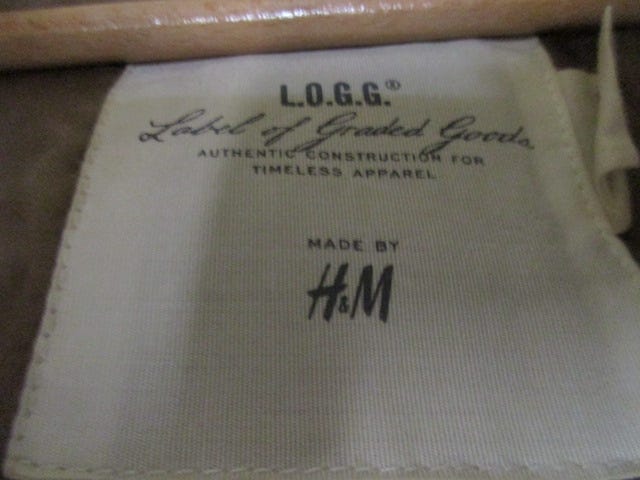 L.O.G.G.®
Label of Graded Goods
AUTHENTIC CONSTRUCTION FOR
TIMELESS APPAREL
MADE BY
H&M